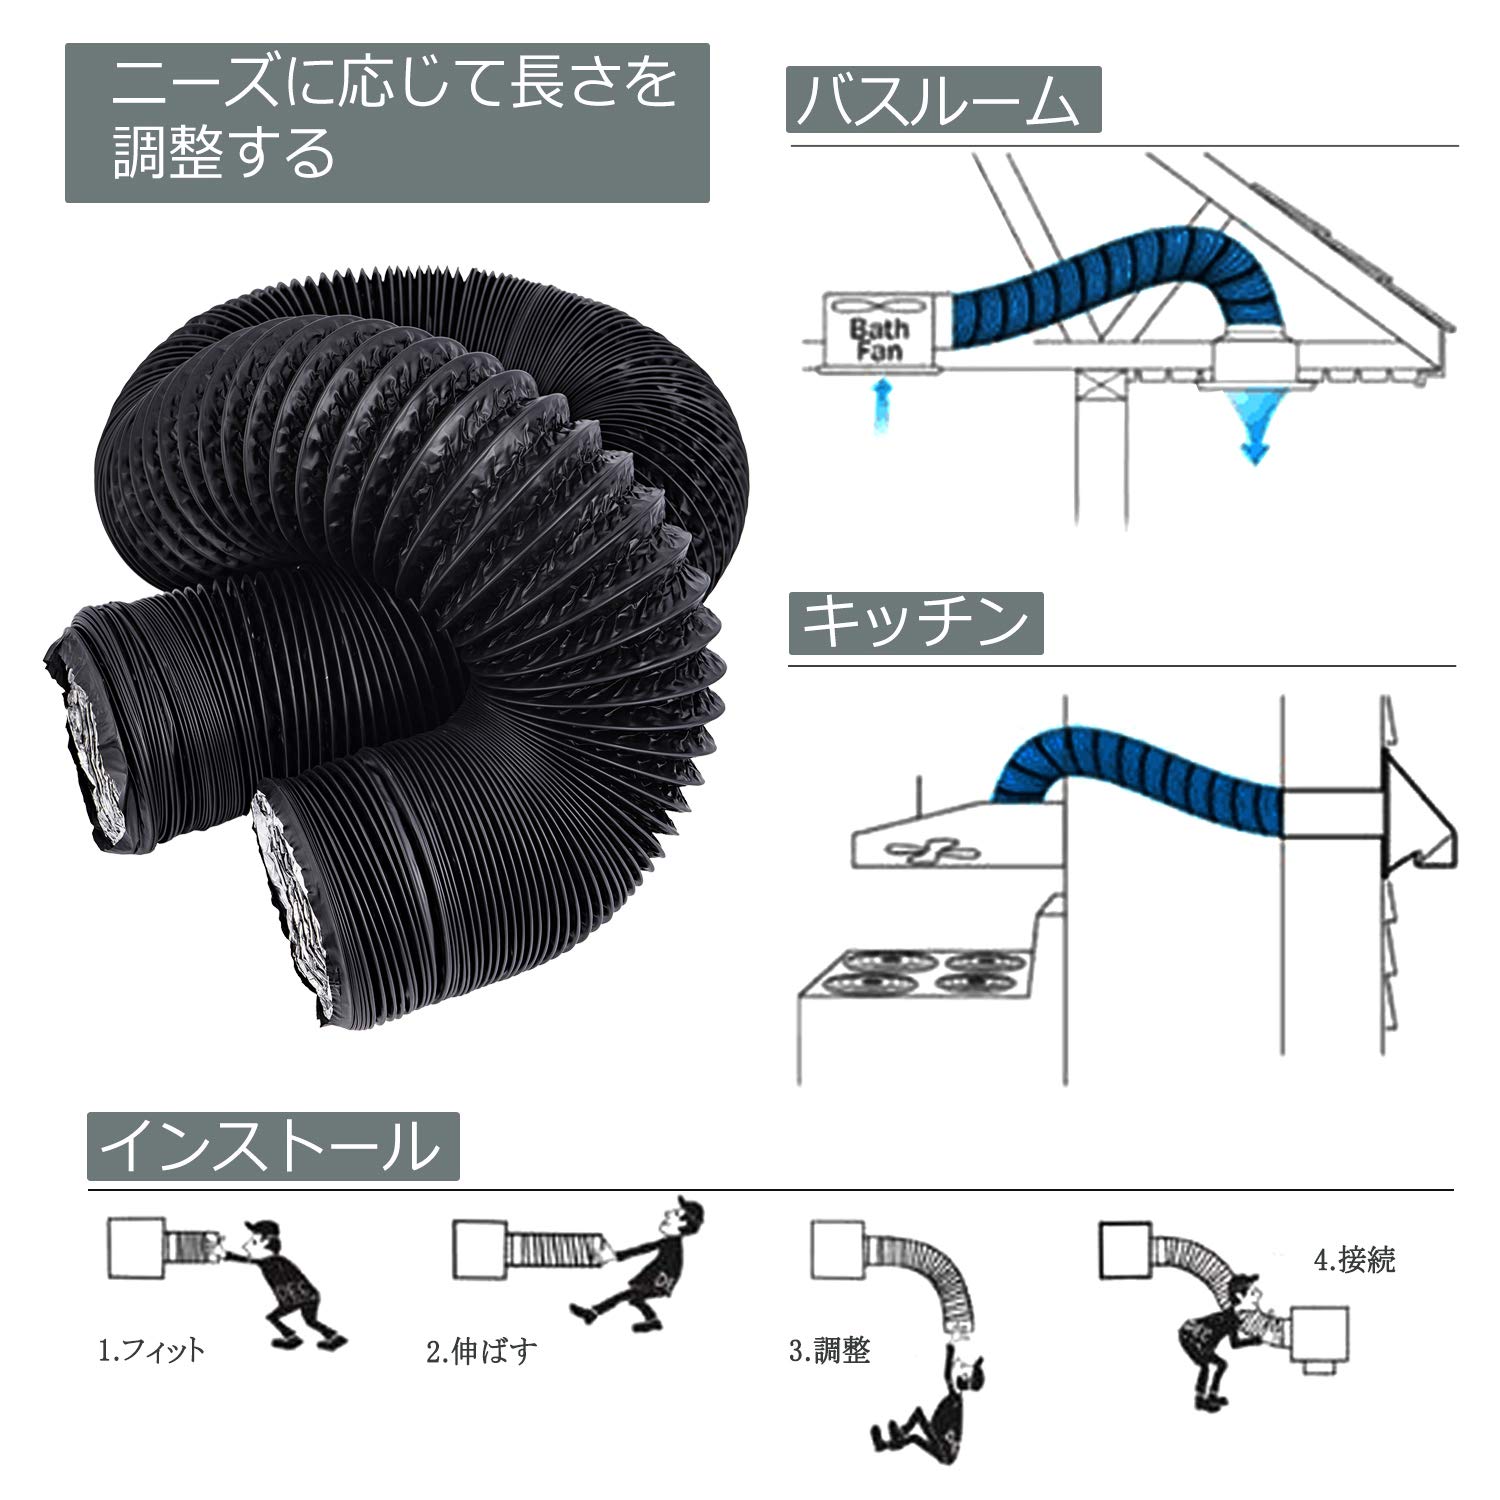 ニーズに応じて長さを
調整する
バスルーム
Bath
Fan
キッチン
インストール
1.フィット
2.伸ばす
3.調整
4.接続